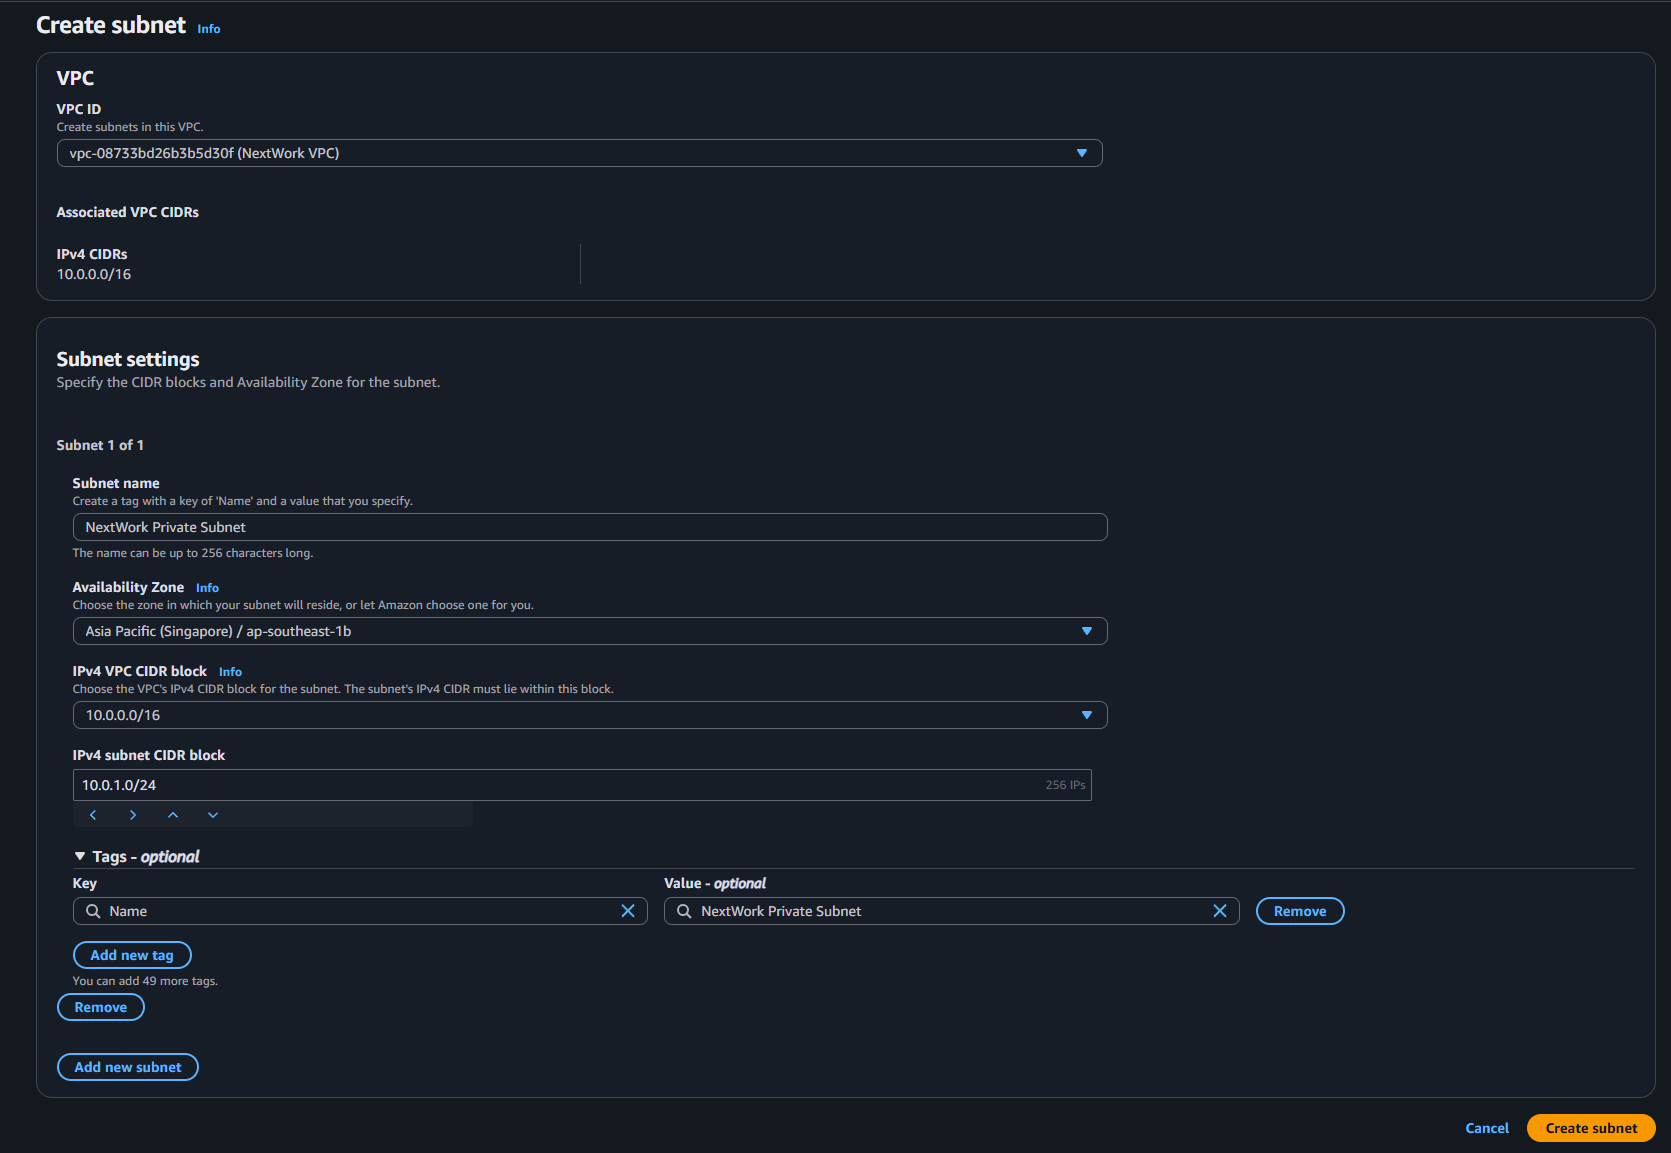 Create subnet Info
VPC
VPC ID
Create subnets in this VPC.
vpc-08733bd26b3b5d30f (NextWork VPC)
Associated VPC CIDRs
IPv4 CIDRs
10.0.0.0/16
Subnet settings
Specify the CIDR blocks and Availability Zone for the subnet.
Subnet 1 of 1
Subnet name
Create a tag with a key of 'Name' and a value that you specify.
NextWork Private Subnet
The name can be up to 256 characters long.
Availability Zone Info
Choose the zone in which your subnet will reside, or let Amazon choose one for you.
Asia Pacific (Singapore) / ap-southeast-1b
IPv4 VPC CIDR block Info
Choose the VPC's IPv4 CIDR block for the subnet. The subnet's IPv4 CIDR must lie within this block.
10.0.0.0/16
IPv4 subnet CIDR block
10.0.1.0/24 256 IPs
Tags - optional
Key Value - optional
Name NextWork Private Subnet Remove
Add new tag
You can add 49 more tags.
Remove
Add new subnet
Cancel Create subnet